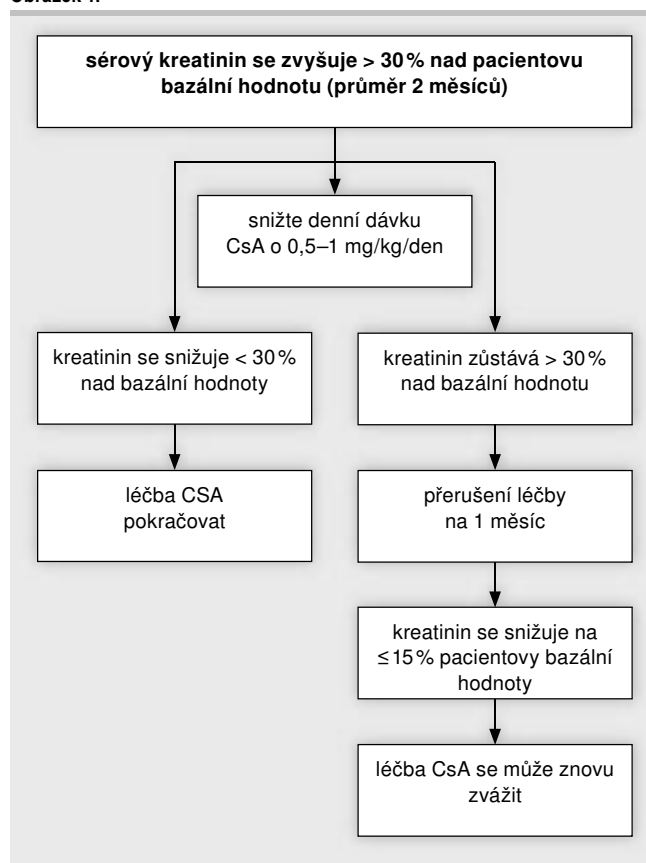 sérový kreatinin se zvyšuje > 30 % nad pacientovu
bazální hodnotu (průměr 2 měsíců)
snižte denní dávku
CsA o 0,5–1 mg/kg/den
kreatinin se snižuje < 30 %
nad bazální hodnoty
kreatinin zůstává > 30 %
nad bazální hodnotu
léčba CSA
pokračovat
přerušení léčby
na 1 měsíc
kreatinin se snižuje na
≤ 15 % pacientovy bazální
hodnoty
léčba CsA se může znovu
zvážit